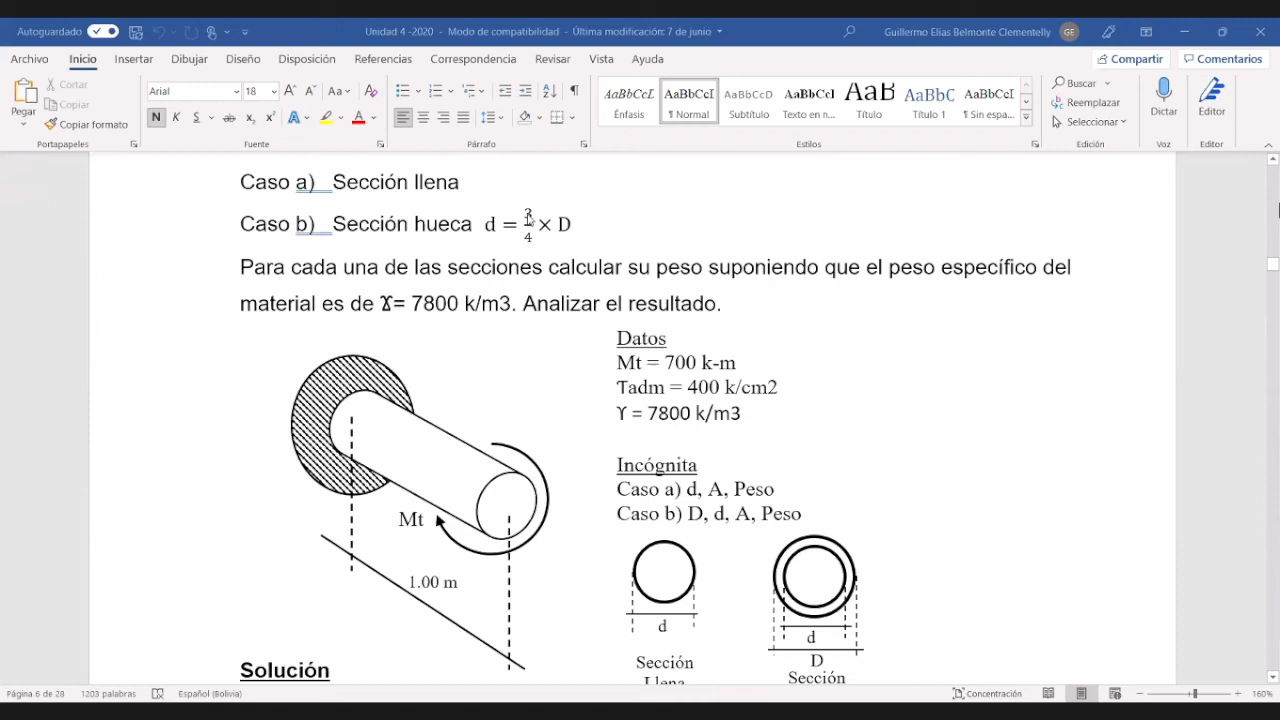 Autoguardado
Unidad 4 -2020 - Modo de compatibilidad - Última modificación: 7 de junio
Guillermo Elias Belmonte Clementelly GE
Archivo Inicio Insertar Dibujar Diseño Disposición Referencias Correspondencia Revisar Vista Ayuda
Compartir Comentarios
Pegar
Cortar
Copiar
Copiar formato
Portapapeles
Arial 18
N K S
Fuente
Párrafo
AaBbCcL Énfasis
AaBbCcI ¶ Normal
AaBbCcD Subtítulo
AaBbCcI Texto en n...
AaB Título
AaBbC Título 1
AaBbCcI ¶ Sin espa...
Estilos
Buscar
Reemplazar
Seleccionar
Edición
Dictar
Voz
Editor
Editor
Caso a) Sección llena
Caso b) Sección hueca d = 3/4 × D
Para cada una de las secciones calcular su peso suponiendo que el peso específico del
material es de ϒ= 7800 k/m3. Analizar el resultado.
Datos
Mt = 700 k-m
Ƭadm = 400 k/cm2
ϒ = 7800 k/m3
Incógnita
Caso a) d, A, Peso
Caso b) D, d, A, Peso
Mt
1.00 m
d
Sección
Llena
d
D
Sección
Solución
Página 6 de 28 1203 palabras Español (Bolivia)
Concentración 160%